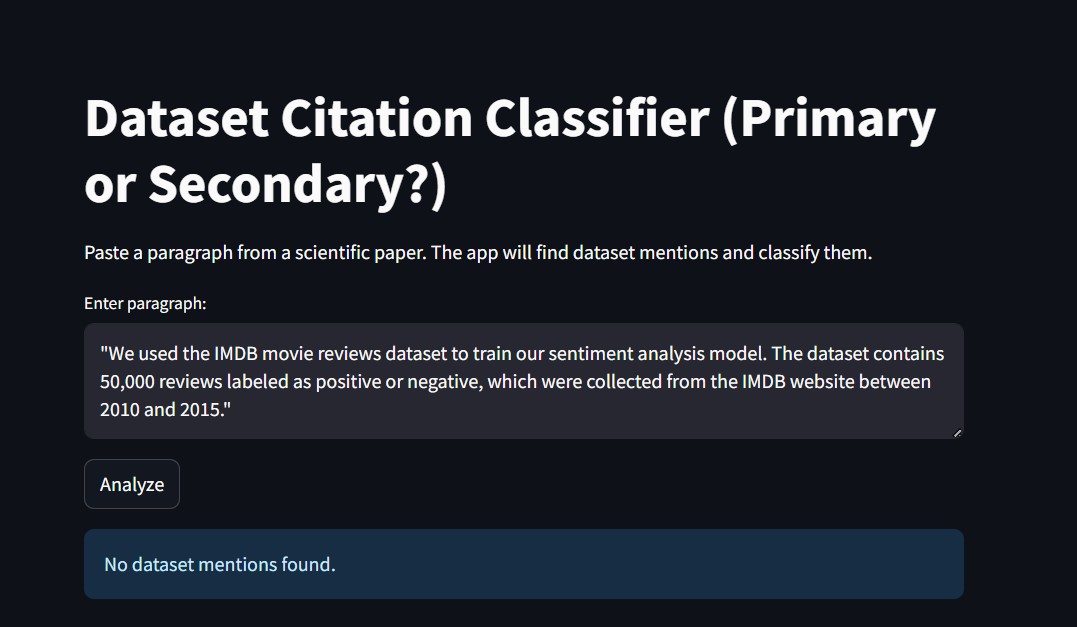 Dataset Citation Classifier (Primary
or Secondary?)
Paste a paragraph from a scientific paper. The app will find dataset mentions and classify them.
Enter paragraph:
"We used the IMDB movie reviews dataset to train our sentiment analysis model. The dataset contains
50,000 reviews labeled as positive or negative, which were collected from the IMDB website between
2010 and 2015."
Analyze
No dataset mentions found.